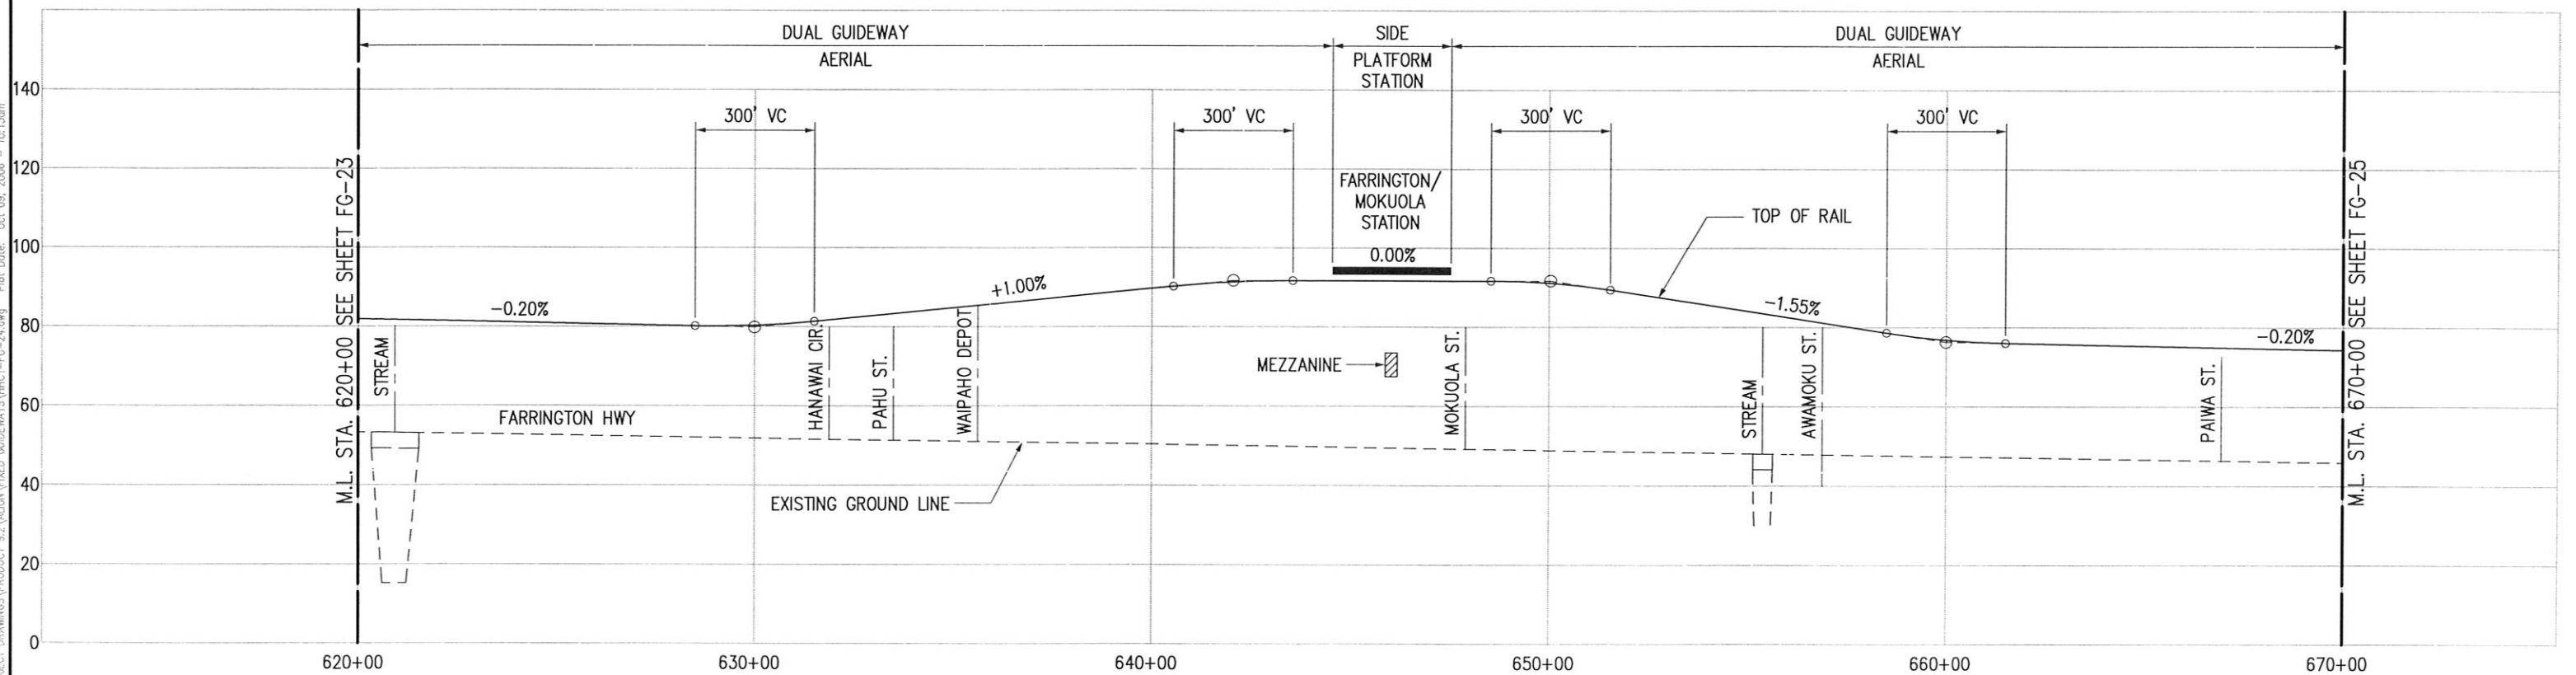 DUAL GUIDEWAY
AERIAL
SIDE
PLATFORM
STATION
DUAL GUIDEWAY
AERIAL
140
120
100
80
60
40
20
0
300' VC
300' VC
300' VC
300' VC
M.L. STA. 620+00 SEE SHEET FG-23
FARRINGTON/
MOKUOLA
STATION
0.00%
TOP OF RAIL
-0.20%
+1.00%
-1.55%
-0.20%
STREAM
FARRINGTON HWY
HANAWAI CIR.
PAHU ST.
WAIPAHO DEPOT
MEZZANINE
MOKUOLA ST.
STREAM
AWAMOKU ST.
PAIWA ST.
EXISTING GROUND LINE
M.L. STA. 670+00 SEE SHEET FG-25
620+00
630+00
640+00
650+00
660+00
670+00